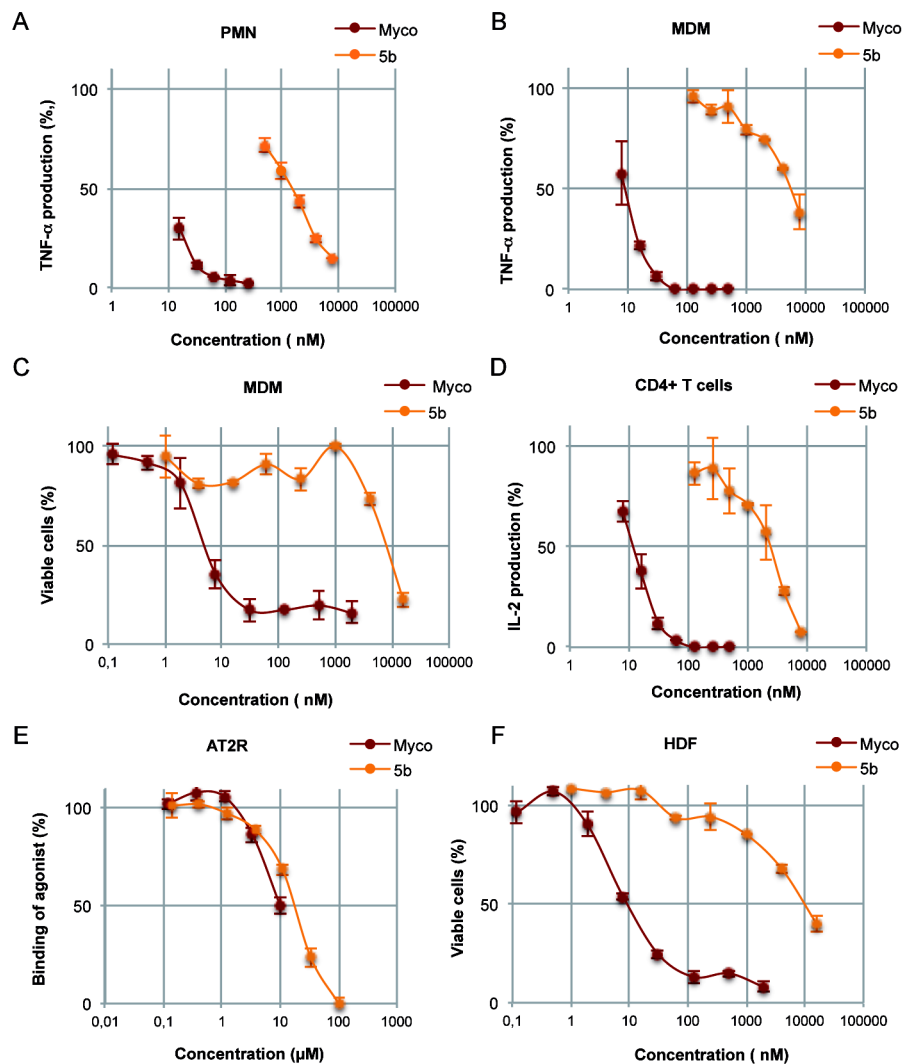 A
PMN
Myco
5b
TNF-α production (%,)
100
50
0
1
10
100
1000
10000
100000
Concentration ( nM)
B
MDM
Myco
5b
TNF-α production (%)
100
50
0
1
10
100
1000
10000
100000
Concentration ( nM)
C
MDM
Myco
5b
Viable cells (%)
100
50
0
0,1
1
10
100
1000
10000
100000
Concentration ( nM)
D
CD4+ T cells
Myco
5b
IL-2 production (%)
100
50
0
1
10
100
1000
10000
100000
Concentration (nM)
E
AT2R
Myco
5b
Binding of agonist (%)
100
50
0
0,01
0,1
1
10
100
1000
Concentration (µM)
F
HDF
Myco
5b
Viable cells (%)
100
50
0
0,1
1
10
100
1000
10000
100000
Concentration (nM)